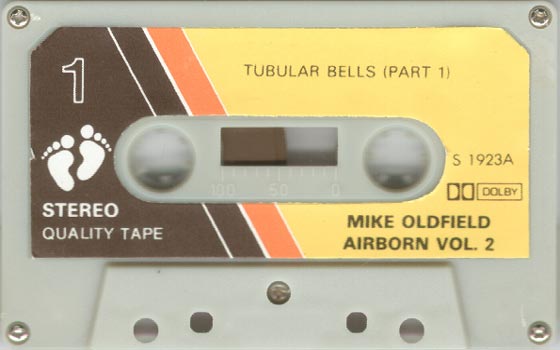 1
TUBULAR BELLS (PART 1)
S 1923A
100 50 0
DOLBY
STEREO
QUALITY TAPE
MIKE OLDFIELD
AIRBORN VOL. 2